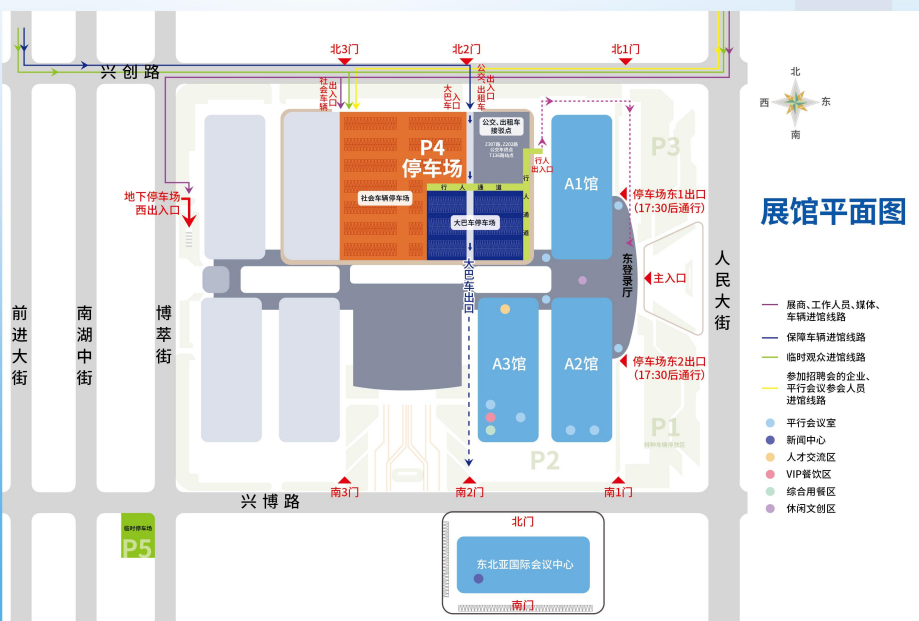 北3门
北2门
北1门
兴创路
社会车辆
出入口
大巴车
入口
公交、出租车
出入口
公交、出租车
接驳点
P4
停车场
行人
出入口
A1馆
P3
北
西
东
南
展馆平面图
地下停车场
西出入口
行人通道
行人通道
社会车辆停车场
大巴车停车场
停车场东1出口
(17:30后通行)
东登录厅
主入口
大巴车出口
人民大街
前进大街
南湖中街
博萃街
A3馆
A2馆
停车场东2出口
(17:30后通行)
P1
P2
展商、工作人员、媒体、
车辆进馆线路
保障车辆进馆线路
临时观众进馆线路
参加招聘会的企业、
平行会议参会人员
进馆线路
平行会议室
新闻中心
人才交流区
VIP餐饮区
综合用餐区
休闲文创区
兴博路
南3门
南2门
南1门
临时停车场
P5
北门
东北亚国际会议中心
南门